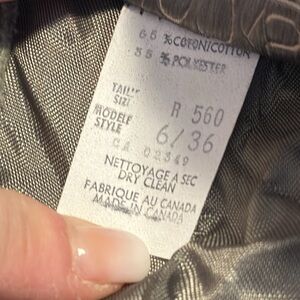 65 % COTON/COTTON
35 % POLYESTER
TAILLE
SIZE R 560
MODELE 6/36
STYLE
CA 02349
NETTOYAGE A SEC
DRY CLEAN
FABRIQUE AU CANADA
MADE IN CANADA